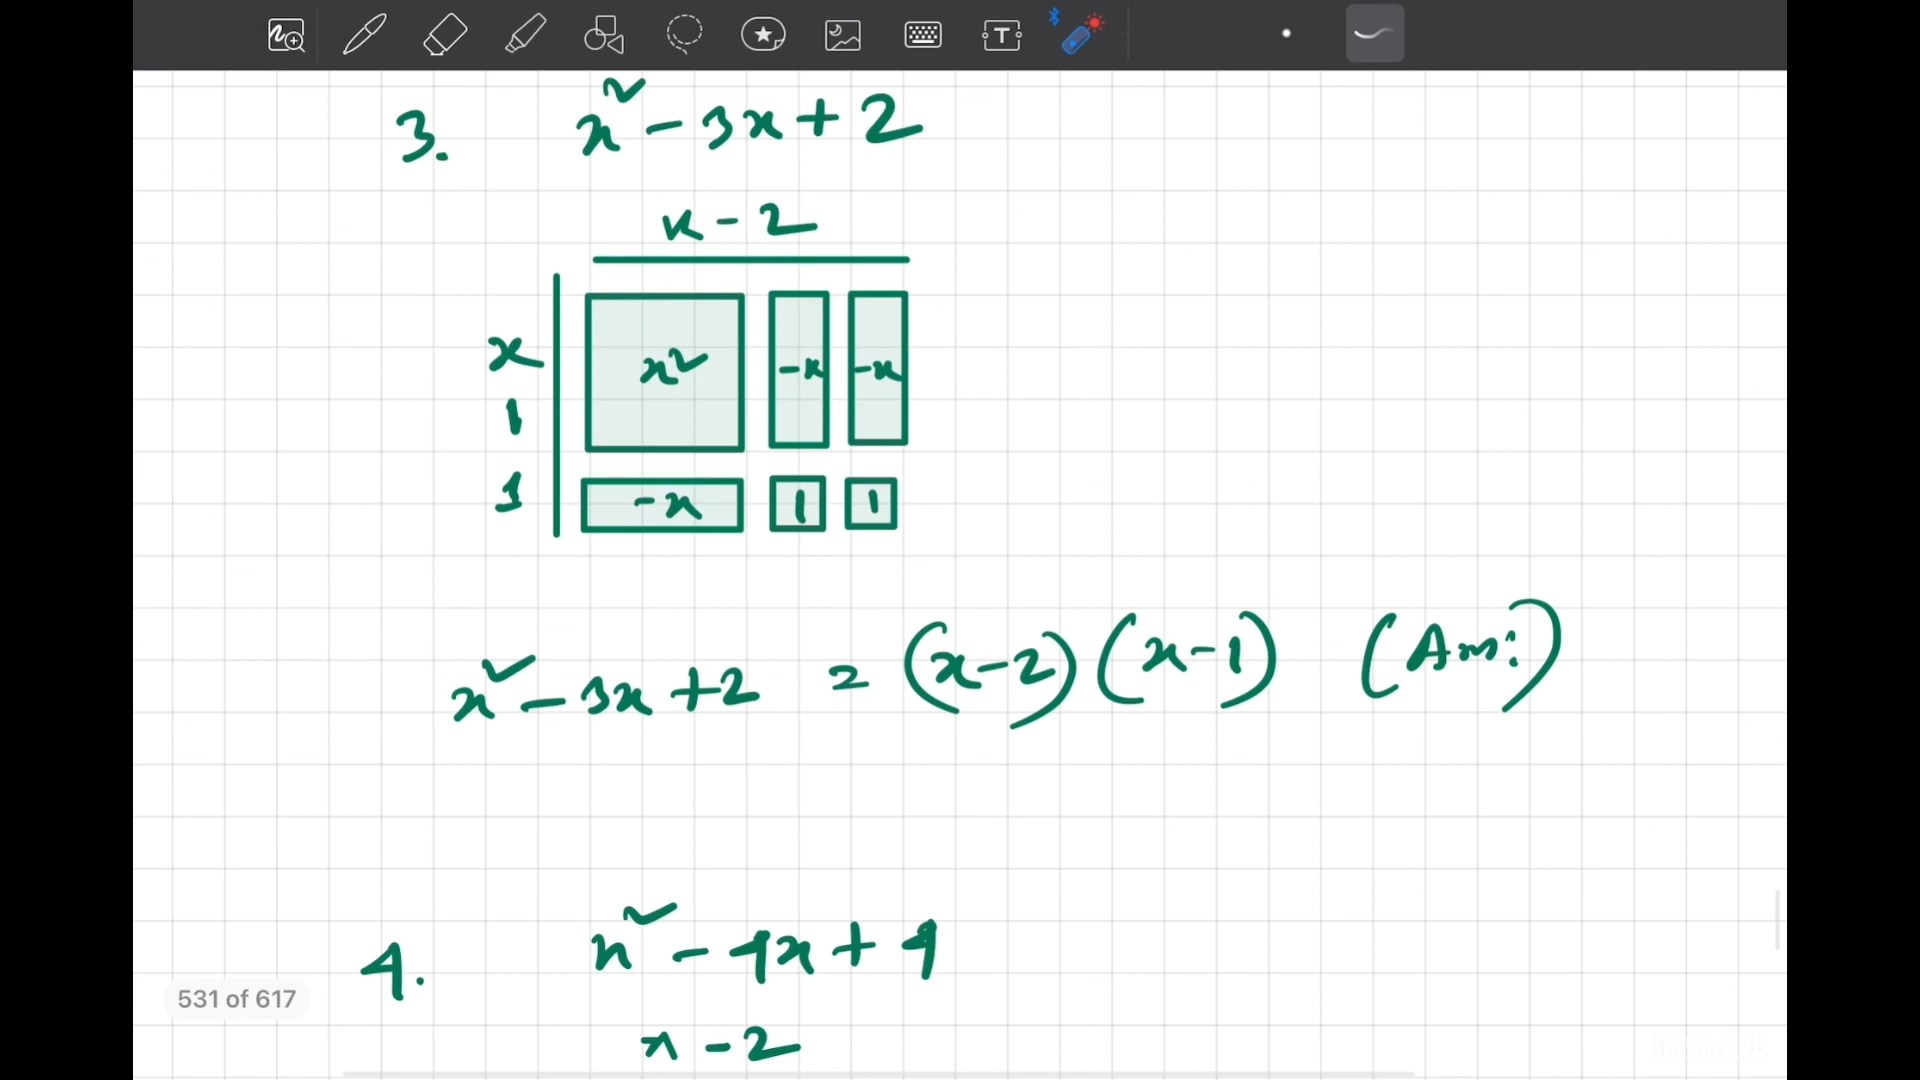 3. x² - 3x + 2
x - 2
x
1
1
x² -x -x
-x 1 1
x² - 3x + 2 = (x-2)(x-1) (Ans:)
4. x² - 4x + 4
531 of 617
x - 2